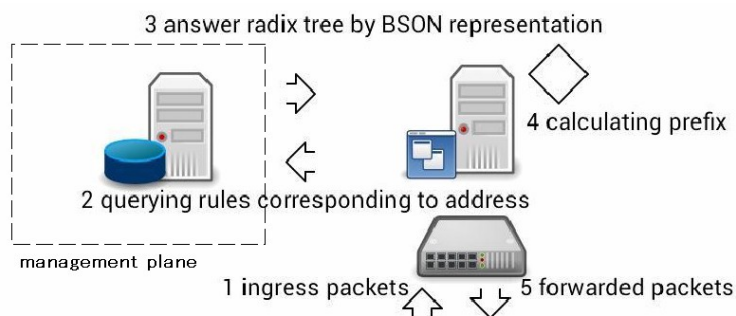 3 answer radix tree by BSON representation
4 calculating prefix
2 querying rules corresponding to address
management plane
1 ingress packets
5 forwarded packets